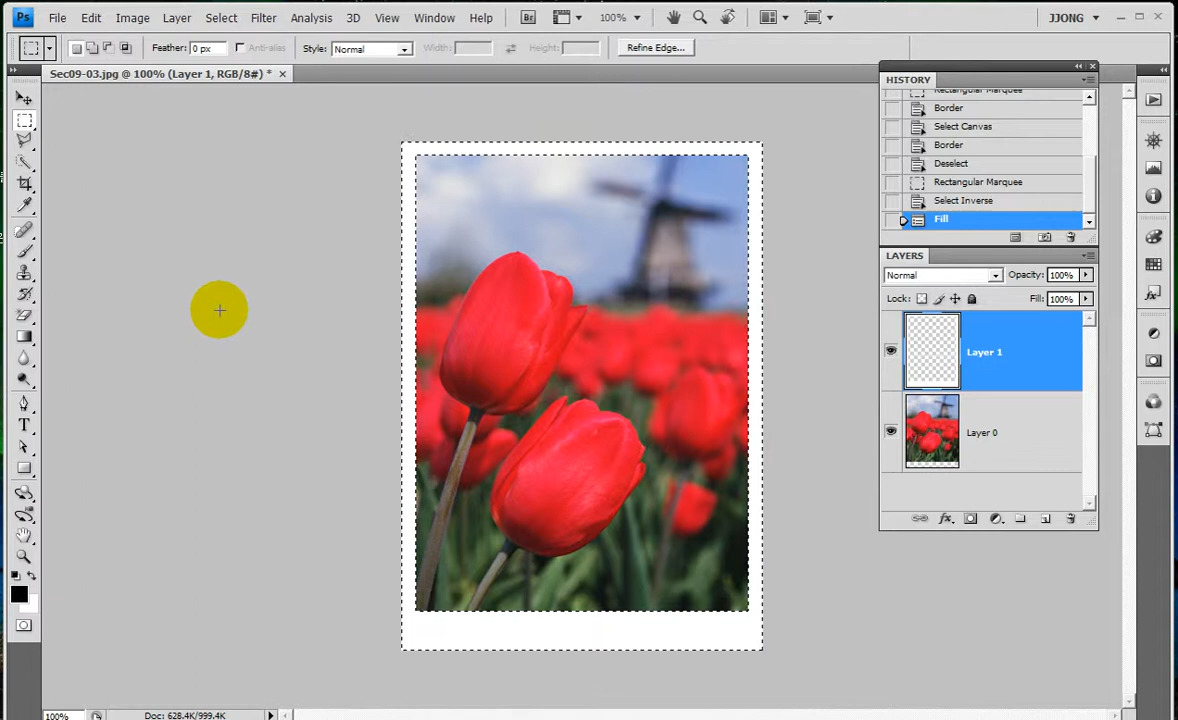 Ps File Edit Image Layer Select Filter Analysis 3D View Window Help Br 100% JJONG
Feather: 0 px Anti-alias Style: Normal Width: Height: Refine Edge...
Sec09-03.jpg @ 100% (Layer 1, RGB/8#) *
HISTORY
Rectangular Marquee
Border
Select Canvas
Border
Deselect
Rectangular Marquee
Select Inverse
Fill
LAYERS
Normal Opacity: 100%
Lock: Fill: 100%
Layer 1
Layer 0
100% Doc: 628.4K/999.4K